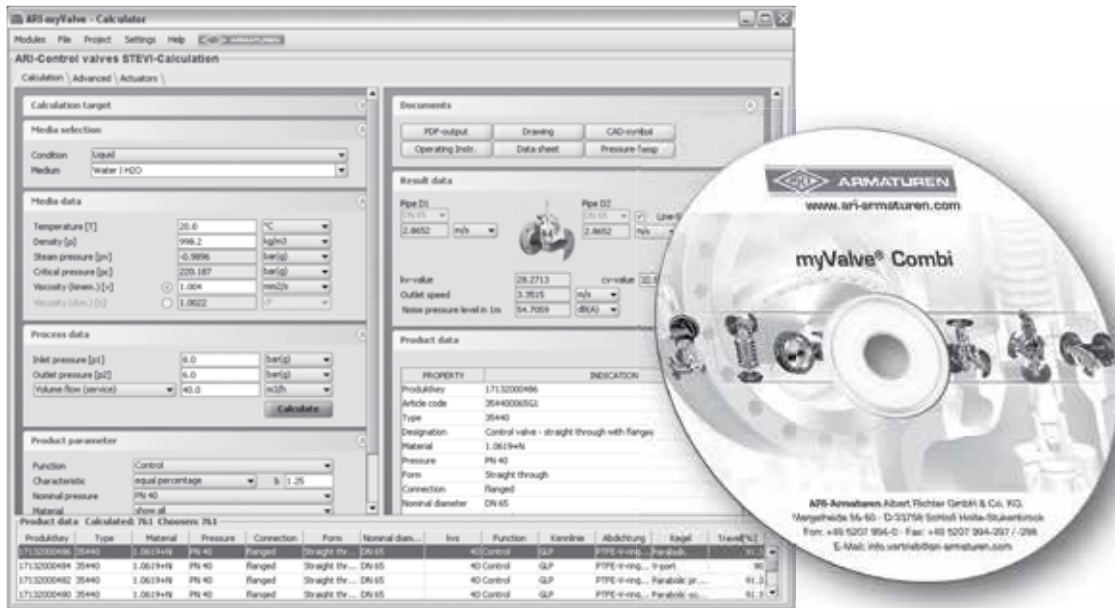 ARI-myValve - Calculator
Modules File Project Settings Help ARI ARMATUREN
ARI-Control valves STEVI-Calculation
Calculation Advanced Actuators
Calculation target
Media selection
Condition Liquid
Medium Water | H2O
Media data
Temperature [T] 20.0 °C
Density [ρ] 998.2 kg/m3
Steam pressure [pv] -0.9896 bar(g)
Critical pressure [pc] 220.187 bar(g)
Viscosity (kinem.) [v] 1.004 mm2/s
Viscosity (dyn.) 1.0022 cP
Process data
Inlet pressure [p1] 8.0 bar(g)
Outlet pressure [p2] 6.0 bar(g)
Volume flow (service) 40.0 m3/h
Calculate
Product parameter
Function Control
Characteristic equal percentage b 1.25
Nominal pressure PN 40
Material show all
Documents
PDF-output Drawing CAD-symbol
Operating Instr. Data sheet Pressure-Temp
Result data
Pipe D1 Pipe D2
DN 65 DN 65
2.8652 m/s 2.8652 m/s
kv-value 28.2713 cv-value
Outlet speed 3.3515 m/s
Noise pressure level in 1m 54.7059 dB(A)
Product data
PROPERTY INDICATION
Produktkey 17132000486
Article code 354400065G1
Type 35440
Designation Control valve - straight through with flanges
Material 1.0619+N
Pressure PN 40
Form Straight through
Connection flanged
Nominal diameter DN 65
Product data Calculated: 761 Choosen: 761
Produktkey Type Material Pressure Connection Form Nominal diam... kvs Function Kennlinie Abdichtung Kegel Travel[%]
17132000486 35440 1.0619+N PN 40 flanged Straight thr... DN 65 40 Control GLP PTFE-V-ring... Parabolic 91.3
17132000484 35440 1.0619+N PN 40 flanged Straight thr... DN 65 40 Control GLP PTFE-V-ring... V-port 90
17132000482 35440 1.0619+N PN 40 flanged Straight thr... DN 65 40 Control GLP PTFE-V-ring... Parabolic pr... 91.3
17132000480 35440 1.0619+N PN 40 flanged Straight thr... DN 65 40 Control GLP PTFE-V-ring... Parabolic 91.3
ARI ARMATUREN
www.ari-armaturen.com
myValve® Combi
ARI-Armaturen Albert Richter GmbH & Co. KG,
Mergelheide 56-60 · D-33756 Schloß Holte-Stukenbrock
Fon: +49 5207 994-0 · Fax: +49 5207 994-297 / -298
E-Mail: info.vertrieb@ari-armaturen.com